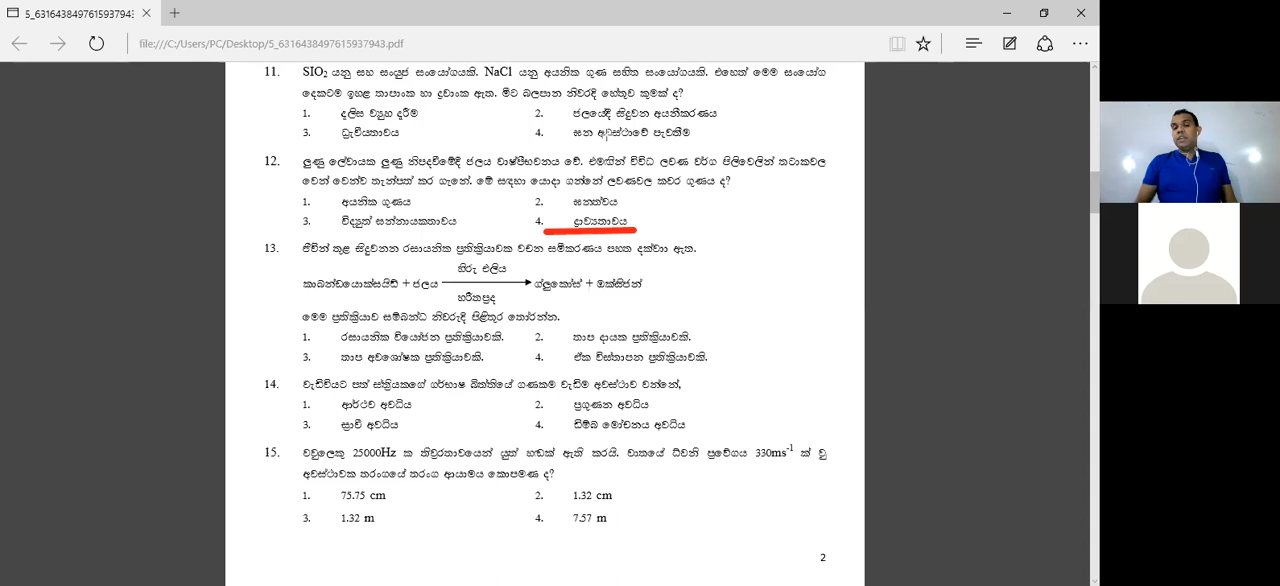 5_6316438497615937943
file:///C:/Users/PC/Desktop/5_6316438497615937943.pdf
11. SIO₂ යනු සහ සංයුජ සංයෝගයකි. NaCl යනු අයනික ගුණ සහිත සංයෝගයකි. එහෙත් මෙම සංයෝග
දෙකටම ඉහළ තාපාංක හා ද්‍රවාංක ඇත. මීට බලපාන නිවරදි හේතුව කුමක් ද?
1. දැලිස ව්‍යුහ දැරීම 2. ජලයේදී සිදුවන අයනීකරණය
3. ධ්‍රැවීයතාවය 4. ඝන අවස්ථාවේ පැවතීම
12. ලුණු ලේවායක ලුණු නිපදවීමේදී ජලය වාෂ්පීභවනය වේ. එමඟින් විවිධ ලවණ වර්ග පිලිවෙලින් තටාකවල
වෙන් වෙන්ව තැන්පත් කර ගැනේ. මේ සඳහා යොදා ගන්නේ ලවණවල කවර ගුණය ද?
1. අයනික ගුණය 2. ඝනත්වය
3. විද්‍යුත් සන්නායකතාවය 4. ද්‍රාව්‍යතාවය
13. ජීවීන් තුළ සිදුවනන රසායනික ප්‍රතික්‍රියාවක වචන සමීකරණය පහත දක්වා ඇත.
හිරු එළිය
කාබන්ඩයොක්සයිඩ් + ජලය ග්ලුකෝස් + ඔක්සිජන්
හරිතප්‍රද
මෙම ප්‍රතික්‍රියාව සම්බන්ධ නිවරුදි පිළිතුර තෝරන්න.
1. රසායනික වියෝජන ප්‍රතික්‍රියාවකි. 2. තාප දායක ප්‍රතික්‍රියාවකි.
3. තාප අවශෝෂක ප්‍රතික්‍රියාවකි. 4. ඒක විස්තාපන ප්‍රතික්‍රියාවකි.
14. වැඩිවියට පත් ස්ත්‍රියකගේ ගර්භාෂ බිත්තියේ ගණකම වැඩිම අවස්ථාව වන්නේ,
1. ආර්ථව අවධිය 2. ප්‍රගුණන අවධිය
3. ස්‍රාවී අවධිය 4. ඩිම්බ මෝචනය අවධිය
15. වවුලෙකු 25000Hz ක තිව්‍රතාවයෙන් යුත් හඬක් ඇති කරයි. වාතයේ ධ්වනි ප්‍රවේගය 330ms⁻¹ ක් වූ
අවස්ථාවක තරංගයේ තරංග ආයාමය කොපමණ ද?
1. 75.75 cm 2. 1.32 cm
3. 1.32 m 4. 7.57 m
2